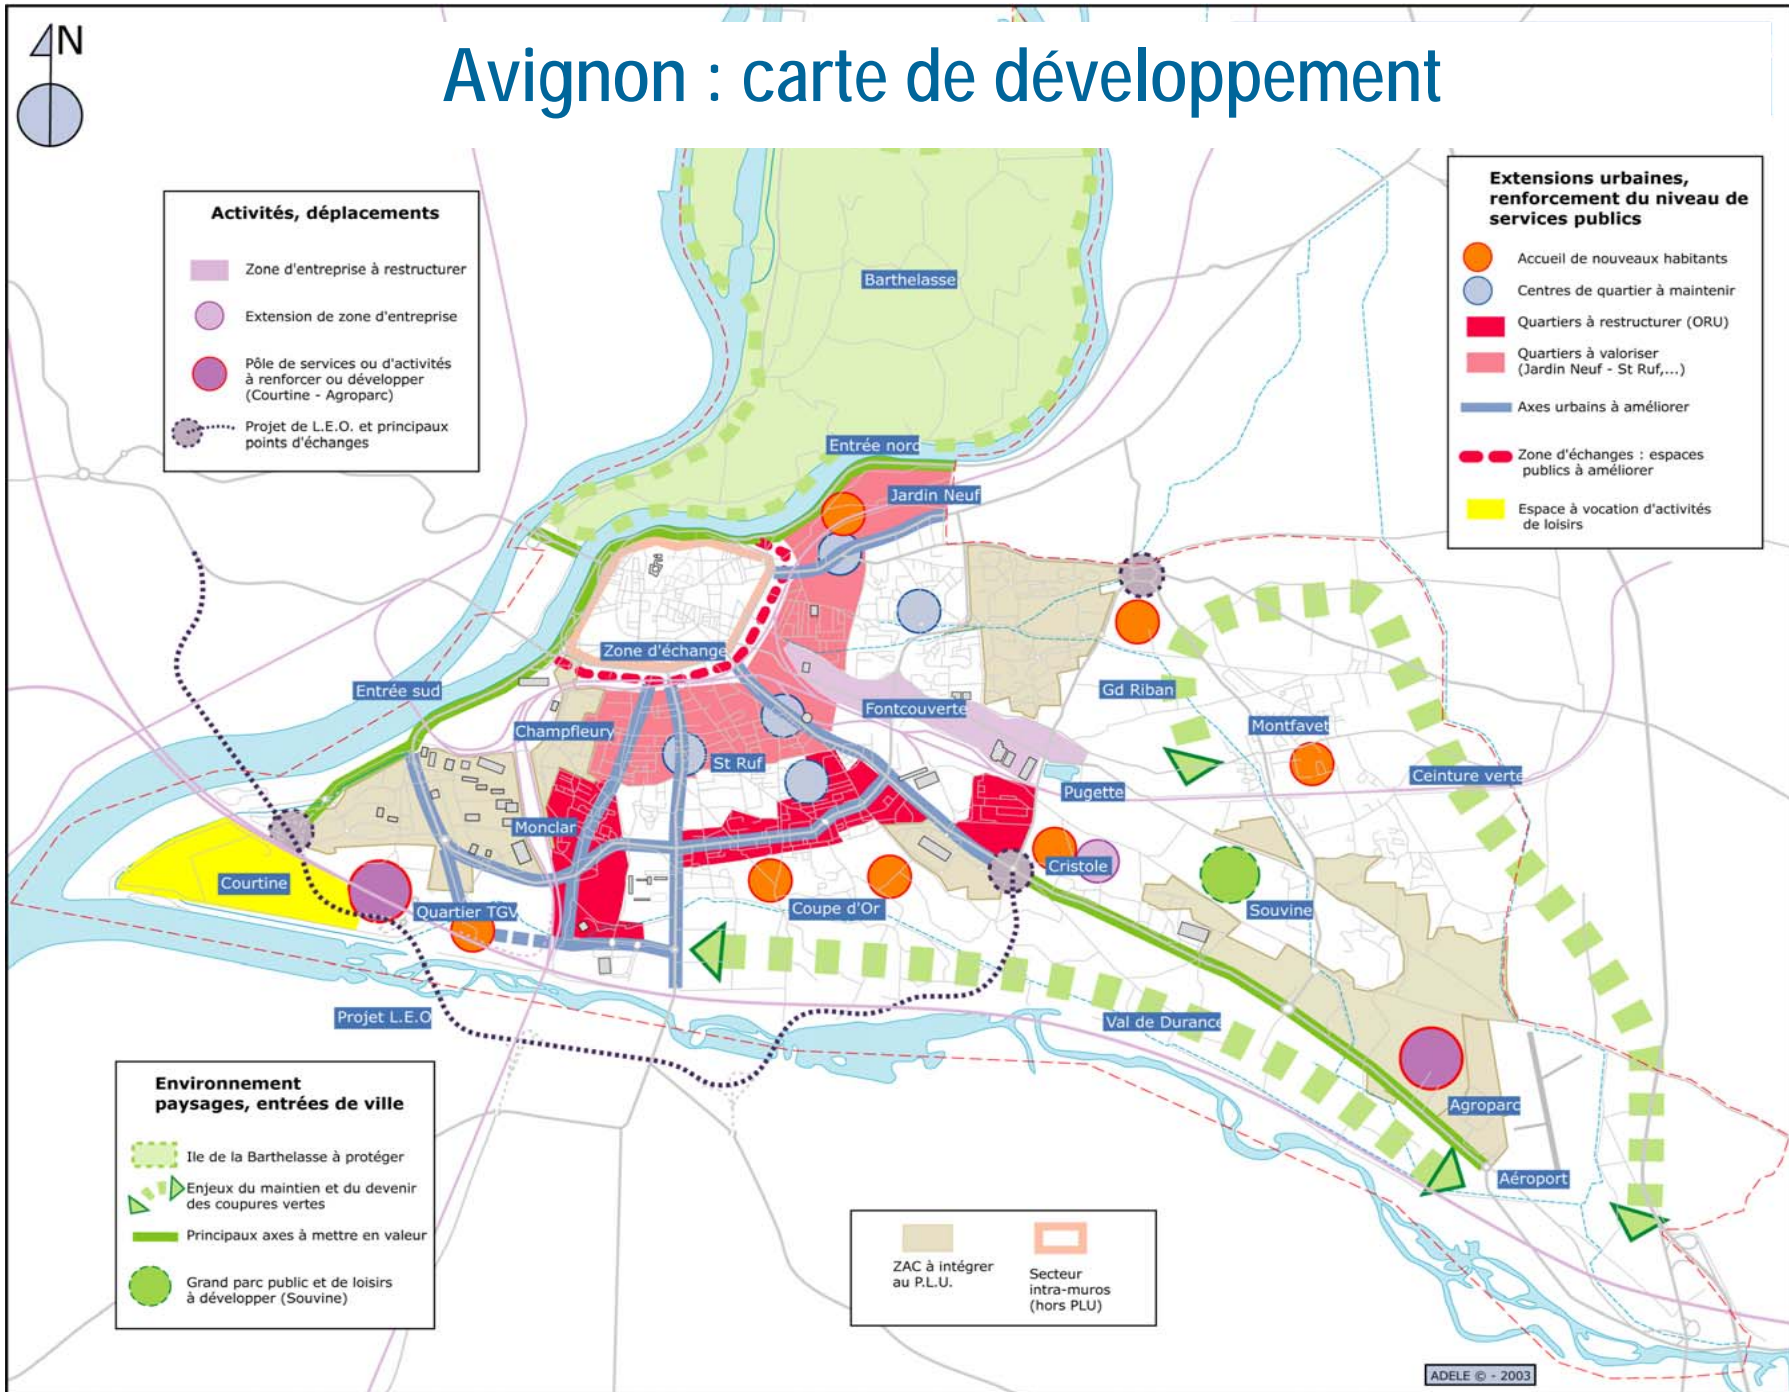 N
Avignon : carte de développement
Activités, déplacements
Zone d'entreprise à restructurer
Extension de zone d'entreprise
Pôle de services ou d'activités
à renforcer ou développer
(Courtine - Agroparc)
Projet de L.E.O. et principaux
points d'échanges
Extensions urbaines,
renforcement du niveau de
services publics
Accueil de nouveaux habitants
Centres de quartier à maintenir
Quartiers à restructurer (ORU)
Quartiers à valoriser
(Jardin Neuf - St Ruf,...)
Axes urbains à améliorer
Zone d'échanges : espaces
publics à améliorer
Espace à vocation d'activités
de loisirs
Barthelasse
Entrée nord
Jardin Neuf
Zone d'échange
Entrée sud
Champfleury
Fontcouverte
Gd Riban
Montfavet
St Ruf
Ceinture verte
Pugette
Monclar
Cristole
Courtine
Quartier TGV
Coupe d'Or
Souvine
Projet L.E.O
Val de Durance
Agroparc
Aéroport
Environnement
paysages, entrées de ville
Ile de la Barthelasse à protéger
Enjeux du maintien et du devenir
des coupures vertes
Principaux axes à mettre en valeur
Grand parc public et de loisirs
à développer (Souvine)
ZAC à intégrer
au P.L.U.
Secteur
intra-muros
(hors PLU)
ADELE © - 2003